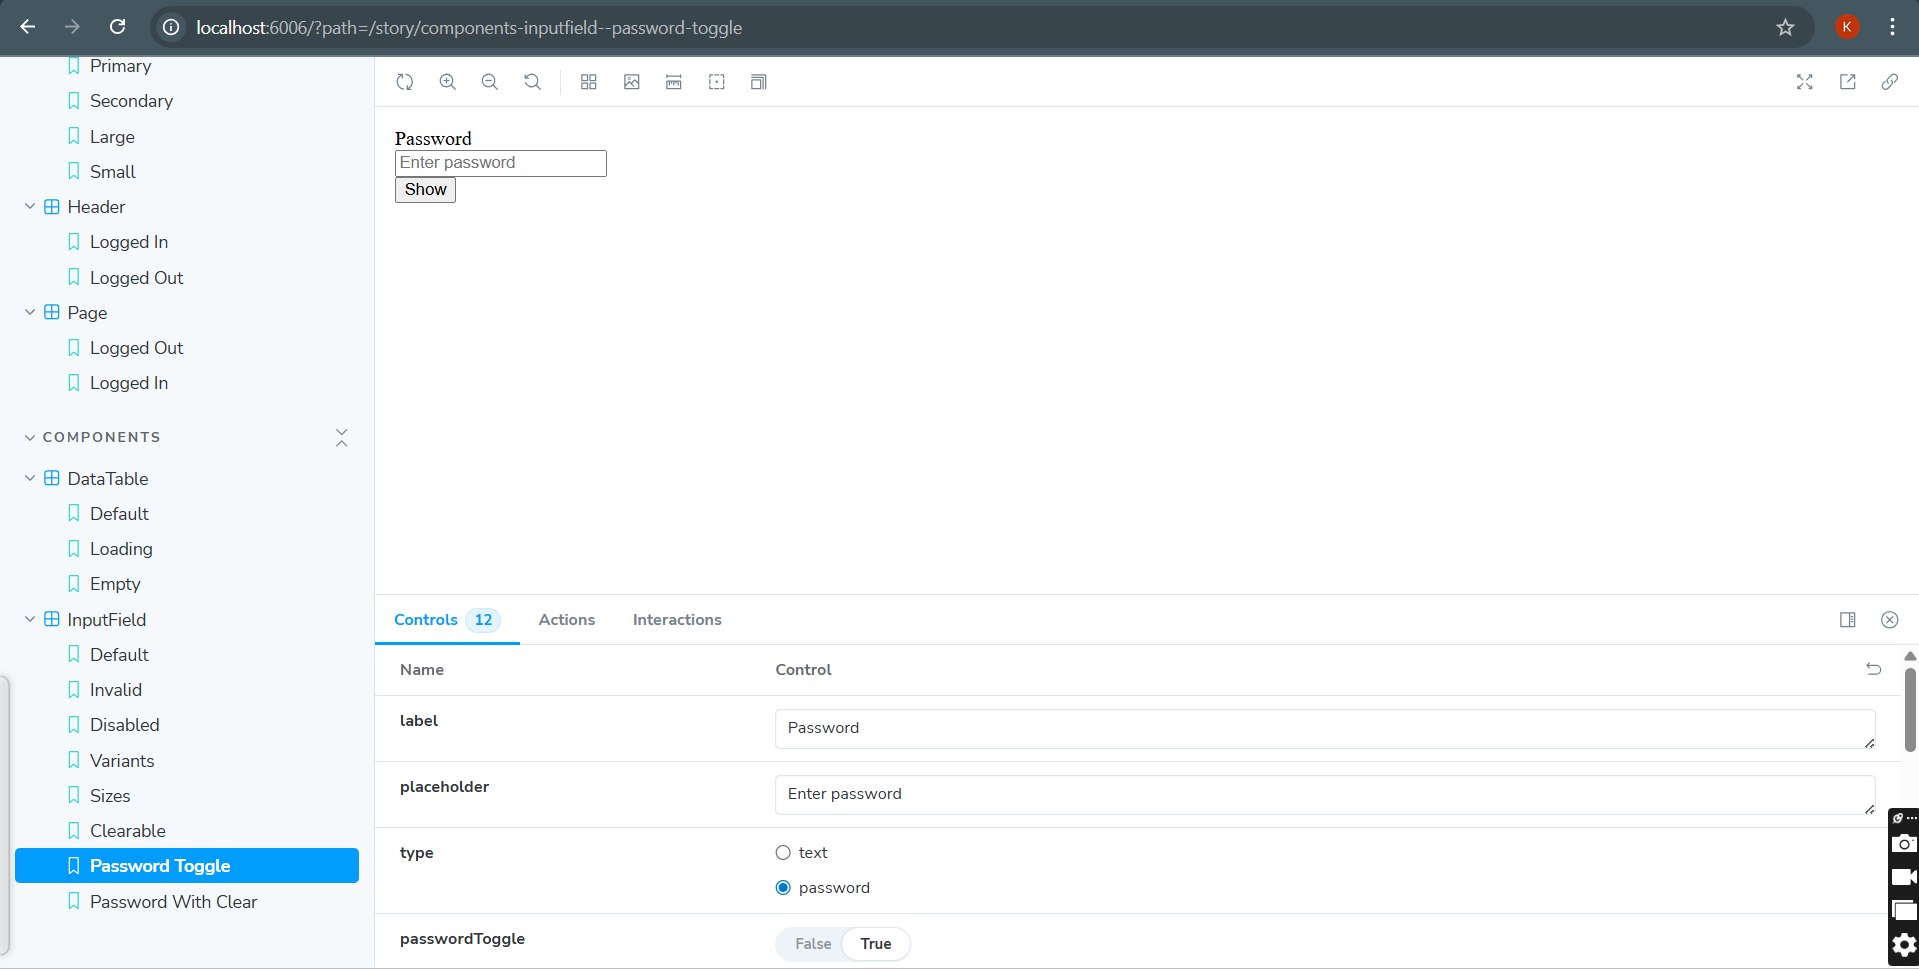 localhost:6006/?path=/story/components-inputfield--password-toggle
K
Primary
Secondary
Large
Small
Header
Logged In
Logged Out
Page
Logged Out
Logged In
COMPONENTS
DataTable
Default
Loading
Empty
InputField
Default
Invalid
Disabled
Variants
Sizes
Clearable
Password Toggle
Password With Clear
Password
Enter password
Show
Controls 12 Actions Interactions
Name Control
label Password
placeholder Enter password
type text
password
passwordToggle False True